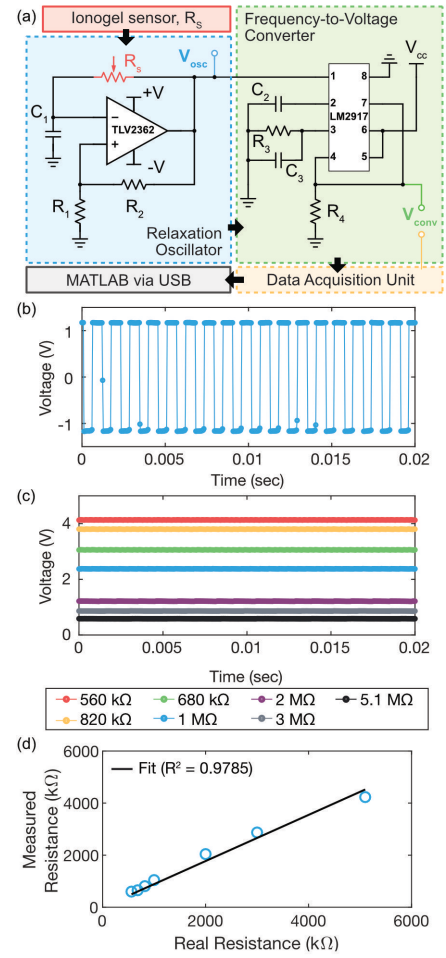 (a)
Ionogel sensor, RS
Frequency-to-Voltage
Converter
Rs
Vosc
Vcc
C1
+V
TLV2362
-V
R1
R2
Relaxation
Oscillator
C2
R3
C3
1
8
2
7
LM2917
3
6
4
5
R4
Vconv
MATLAB via USB
Data Acquisition Unit
(b)
Voltage (V)
1
0
-1
0
0.005
0.01
0.015
0.02
Time (sec)
(c)
Voltage (V)
4
2
0
0
0.005
0.01
0.015
0.02
Time (sec)
560 kΩ
680 kΩ
2 MΩ
5.1 MΩ
820 kΩ
1 MΩ
3 MΩ
(d)
Measured
Resistance
(kΩ)
6000
4000
2000
0
Fit (R² = 0.9785)
0
2000
4000
6000
Real Resistance (kΩ)